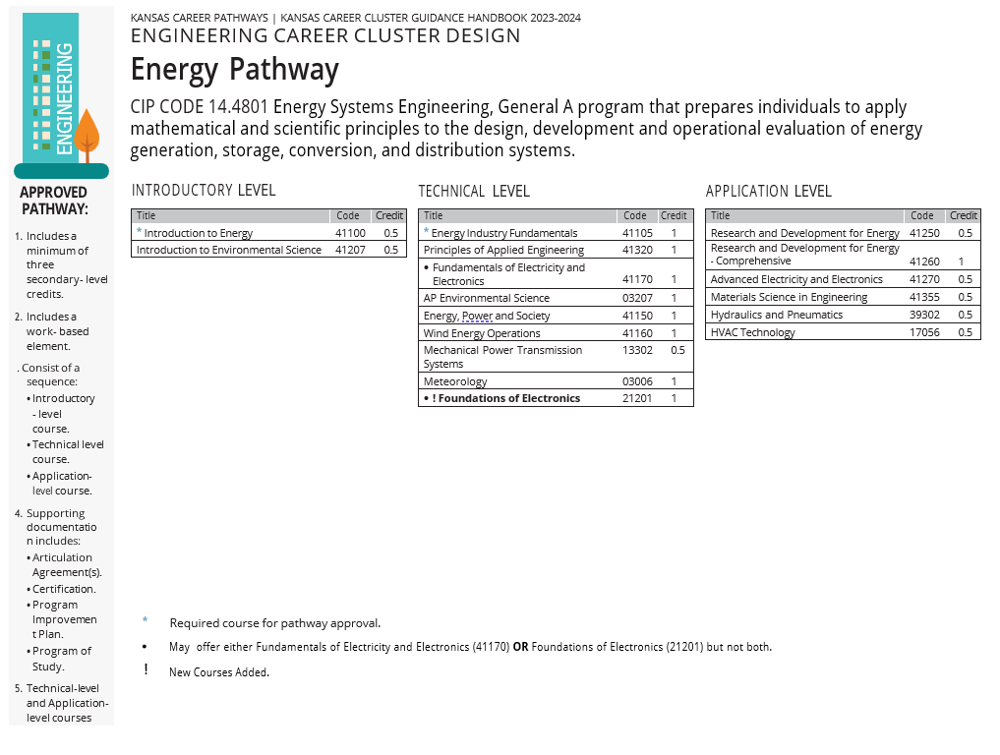 KANSAS CAREER PATHWAYS | KANSAS CAREER CLUSTER GUIDANCE HANDBOOK 2023-2024
ENGINEERING CAREER CLUSTER DESIGN
Energy Pathway
CIP CODE 14.4801 Energy Systems Engineering, General A program that prepares individuals to apply
mathematical and scientific principles to the design, development and operational evaluation of energy
generation, storage, conversion, and distribution systems.
ENGINEERING
APPROVED
PATHWAY:
1. Includes a
minimum of
three
secondary- level
credits.
2. Includes a
work- based
element.
. Consist of a
sequence:
• Introductory
- level
course.
• Technical level
course.
• Application-
level course.
4. Supporting
documentatio
n includes:
• Articulation
Agreement(s).
• Certification.
• Program
Improvemen
t Plan.
• Program of
Study.
5. Technical-level
and Application-
level courses
INTRODUCTORY LEVEL
Title Code Credit
* Introduction to Energy 41100 0.5
Introduction to Environmental Science 41207 0.5
TECHNICAL LEVEL
Title Code Credit
* Energy Industry Fundamentals 41105 1
Principles of Applied Engineering 41320 1
• Fundamentals of Electricity and
Electronics 41170 1
AP Environmental Science 03207 1
Energy, Power and Society 41150 1
Wind Energy Operations 41160 1
Mechanical Power Transmission 13302 0.5
Systems
Meteorology 03006 1
• ! Foundations of Electronics 21201 1
APPLICATION LEVEL
Title Code Credit
Research and Development for Energy 41250 0.5
Research and Development for Energy
- Comprehensive 41260 1
Advanced Electricity and Electronics 41270 0.5
Materials Science in Engineering 41355 0.5
Hydraulics and Pneumatics 39302 0.5
HVAC Technology 17056 0.5
* Required course for pathway approval.
• May offer either Fundamentals of Electricity and Electronics (41170) OR Foundations of Electronics (21201) but not both.
! New Courses Added.